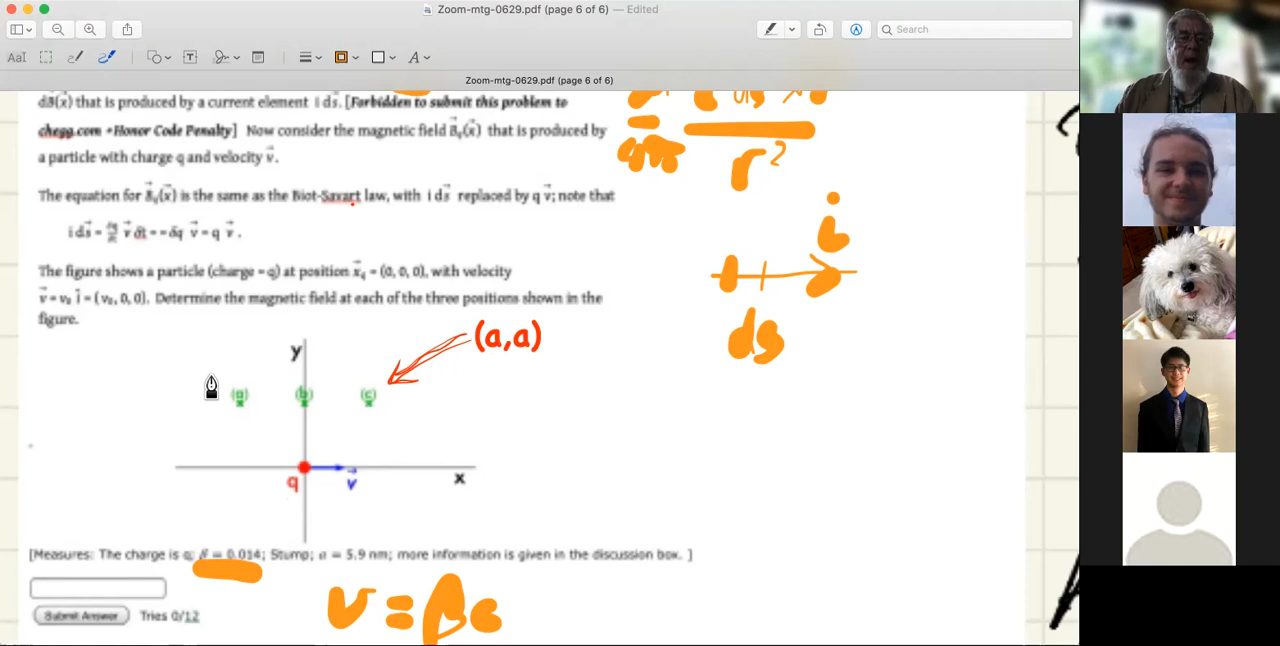 Zoom-mtg-0629.pdf (page 6 of 6) — Edited
Search
AaI
A
Zoom-mtg-0629.pdf (page 6 of 6)
dB(x) that is produced by a current element i ds. [Forbidden to submit this problem to
chegg.com =Honor Code Penalty] Now consider the magnetic field B(x) that is produced by
a particle with charge q and velocity v.
The equation for B(x) is the same as the Biot-Savart law, with i ds replaced by q v; note that
i ds = v dt = = δq v = q v .
The figure shows a particle (charge = q) at position x = (0, 0, 0), with velocity
v = v₀ i = ( v₀, 0, 0). Determine the magnetic field at each of the three positions shown in the
figure.
4π
r²
i
ds
(a,a)
y
(a) (b) (c)
x
q
v
[Measures: The charge is = 0.014; = 5.9 nm; more information is given in the discussion box. ]
Submit Answer Tries 0/12
v = βc